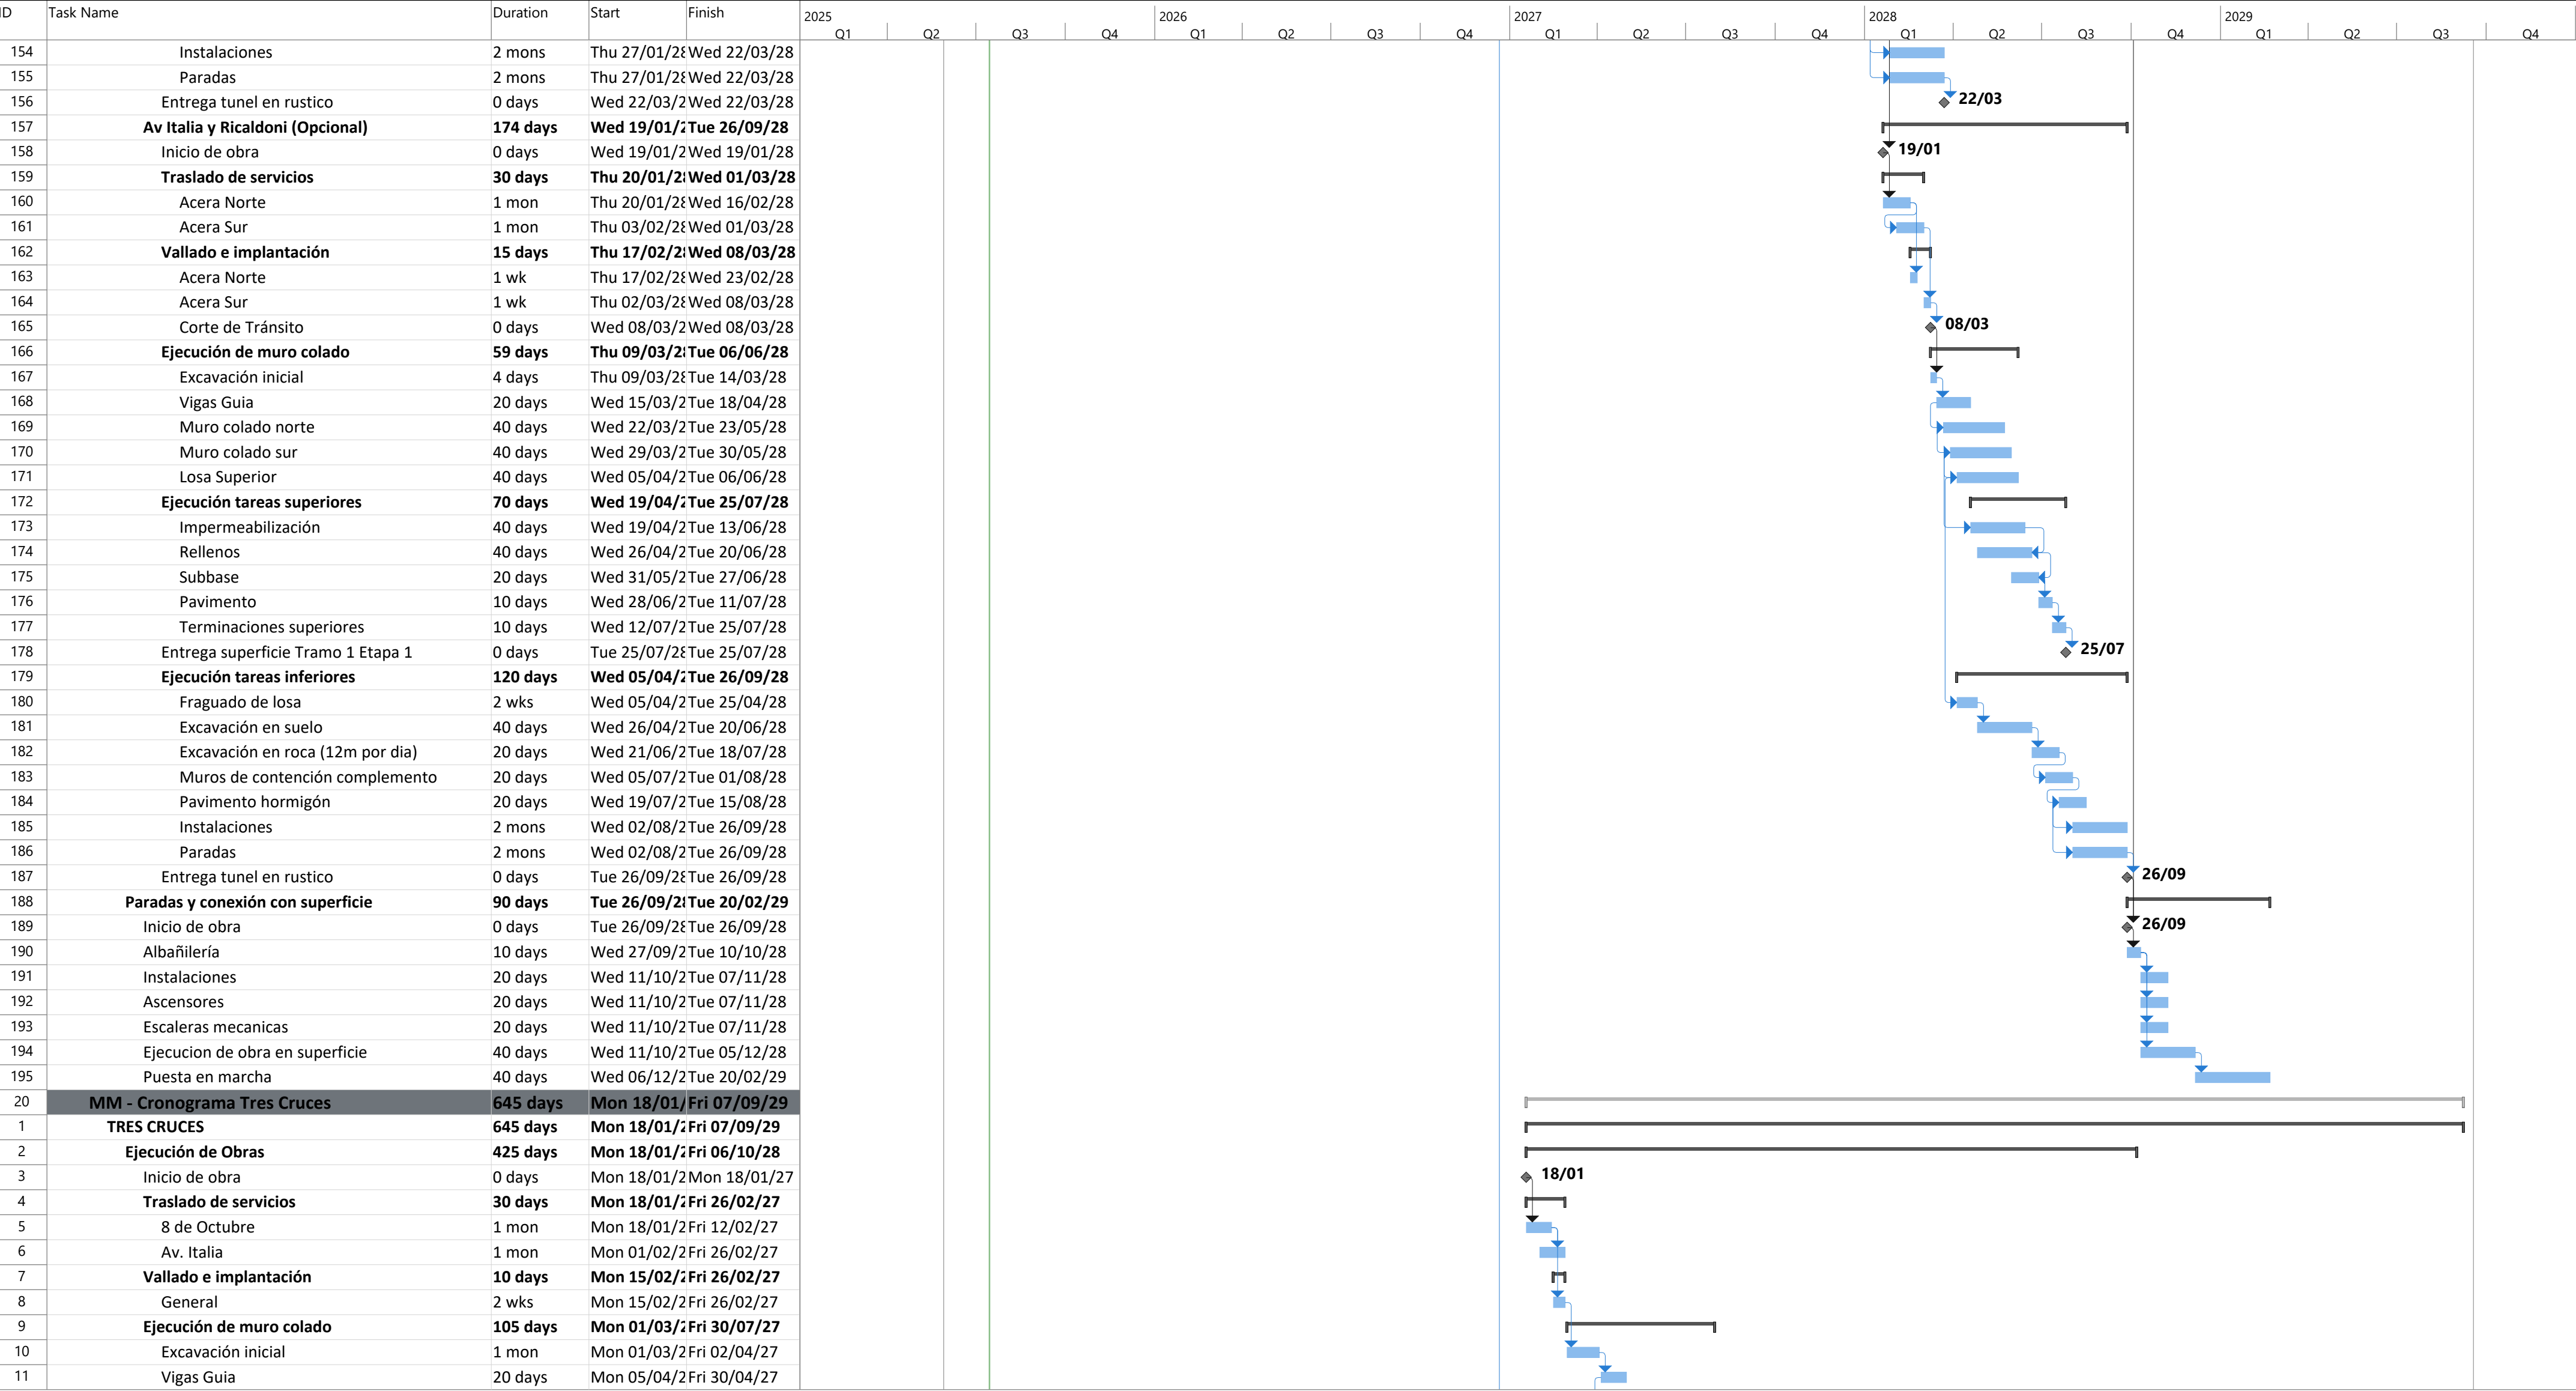 ID Task Name Duration Start Finish 2025 2026 2027 2028 2029
Q1 Q2 Q3 Q4 Q1 Q2 Q3 Q4 Q1 Q2 Q3 Q4 Q1 Q2 Q3 Q4 Q1 Q2 Q3 Q4
154 Instalaciones 2 mons Thu 27/01/28 Wed 22/03/28
155 Paradas 2 mons Thu 27/01/28 Wed 22/03/28
156 Entrega tunel en rustico 0 days Wed 22/03/2 Wed 22/03/28 22/03
157 Av Italia y Ricaldoni (Opcional) 174 days Wed 19/01/2 Tue 26/09/28
158 Inicio de obra 0 days Wed 19/01/2 Wed 19/01/28 19/01
159 Traslado de servicios 30 days Thu 20/01/28 Wed 01/03/28
160 Acera Norte 1 mon Thu 20/01/28 Wed 16/02/28
161 Acera Sur 1 mon Thu 03/02/28 Wed 01/03/28
162 Vallado e implantación 15 days Thu 17/02/28 Wed 08/03/28
163 Acera Norte 1 wk Thu 17/02/28 Wed 23/02/28
164 Acera Sur 1 wk Thu 02/03/28 Wed 08/03/28
165 Corte de Tránsito 0 days Wed 08/03/2 Wed 08/03/28 08/03
166 Ejecución de muro colado 59 days Thu 09/03/28 Tue 06/06/28
167 Excavación inicial 4 days Thu 09/03/28 Tue 14/03/28
168 Vigas Guia 20 days Wed 15/03/2 Tue 18/04/28
169 Muro colado norte 40 days Wed 22/03/2 Tue 23/05/28
170 Muro colado sur 40 days Wed 29/03/2 Tue 30/05/28
171 Losa Superior 40 days Wed 05/04/2 Tue 06/06/28
172 Ejecución tareas superiores 70 days Wed 19/04/2 Tue 25/07/28
173 Impermeabilización 40 days Wed 19/04/2 Tue 13/06/28
174 Rellenos 40 days Wed 26/04/2 Tue 20/06/28
175 Subbase 20 days Wed 31/05/2 Tue 27/06/28
176 Pavimento 10 days Wed 28/06/2 Tue 11/07/28
177 Terminaciones superiores 10 days Wed 12/07/2 Tue 25/07/28
178 Entrega superficie Tramo 1 Etapa 1 0 days Tue 25/07/28 Tue 25/07/28 25/07
179 Ejecución tareas inferiores 120 days Wed 05/04/2 Tue 26/09/28
180 Fraguado de losa 2 wks Wed 05/04/2 Tue 25/04/28
181 Excavación en suelo 40 days Wed 26/04/2 Tue 20/06/28
182 Excavación en roca (12m por dia) 20 days Wed 21/06/2 Tue 18/07/28
183 Muros de contención complemento 20 days Wed 05/07/2 Tue 01/08/28
184 Pavimento hormigón 20 days Wed 19/07/2 Tue 15/08/28
185 Instalaciones 2 mons Wed 02/08/2 Tue 26/09/28
186 Paradas 2 mons Wed 02/08/2 Tue 26/09/28
187 Entrega tunel en rustico 0 days Tue 26/09/28 Tue 26/09/28 26/09
188 Paradas y conexión con superficie 90 days Tue 26/09/28 Tue 20/02/29
189 Inicio de obra 0 days Tue 26/09/28 Tue 26/09/28 26/09
190 Albañilería 10 days Wed 27/09/2 Tue 10/10/28
191 Instalaciones 20 days Wed 11/10/2 Tue 07/11/28
192 Ascensores 20 days Wed 11/10/2 Tue 07/11/28
193 Escaleras mecanicas 20 days Wed 11/10/2 Tue 07/11/28
194 Ejecucion de obra en superficie 40 days Wed 11/10/2 Tue 05/12/28
195 Puesta en marcha 40 days Wed 06/12/2 Tue 20/02/29
20 MM - Cronograma Tres Cruces 645 days Mon 18/01/ Fri 07/09/29
1 TRES CRUCES 645 days Mon 18/01/2 Fri 07/09/29
2 Ejecución de Obras 425 days Mon 18/01/2 Fri 06/10/28
3 Inicio de obra 0 days Mon 18/01/2 Mon 18/01/27 18/01
4 Traslado de servicios 30 days Mon 18/01/2 Fri 26/02/27
5 8 de Octubre 1 mon Mon 18/01/2 Fri 12/02/27
6 Av. Italia 1 mon Mon 01/02/2 Fri 26/02/27
7 Vallado e implantación 10 days Mon 15/02/2 Fri 26/02/27
8 General 2 wks Mon 15/02/2 Fri 26/02/27
9 Ejecución de muro colado 105 days Mon 01/03/2 Fri 30/07/27
10 Excavación inicial 1 mon Mon 01/03/2 Fri 02/04/27
11 Vigas Guia 20 days Mon 05/04/2 Fri 30/04/27